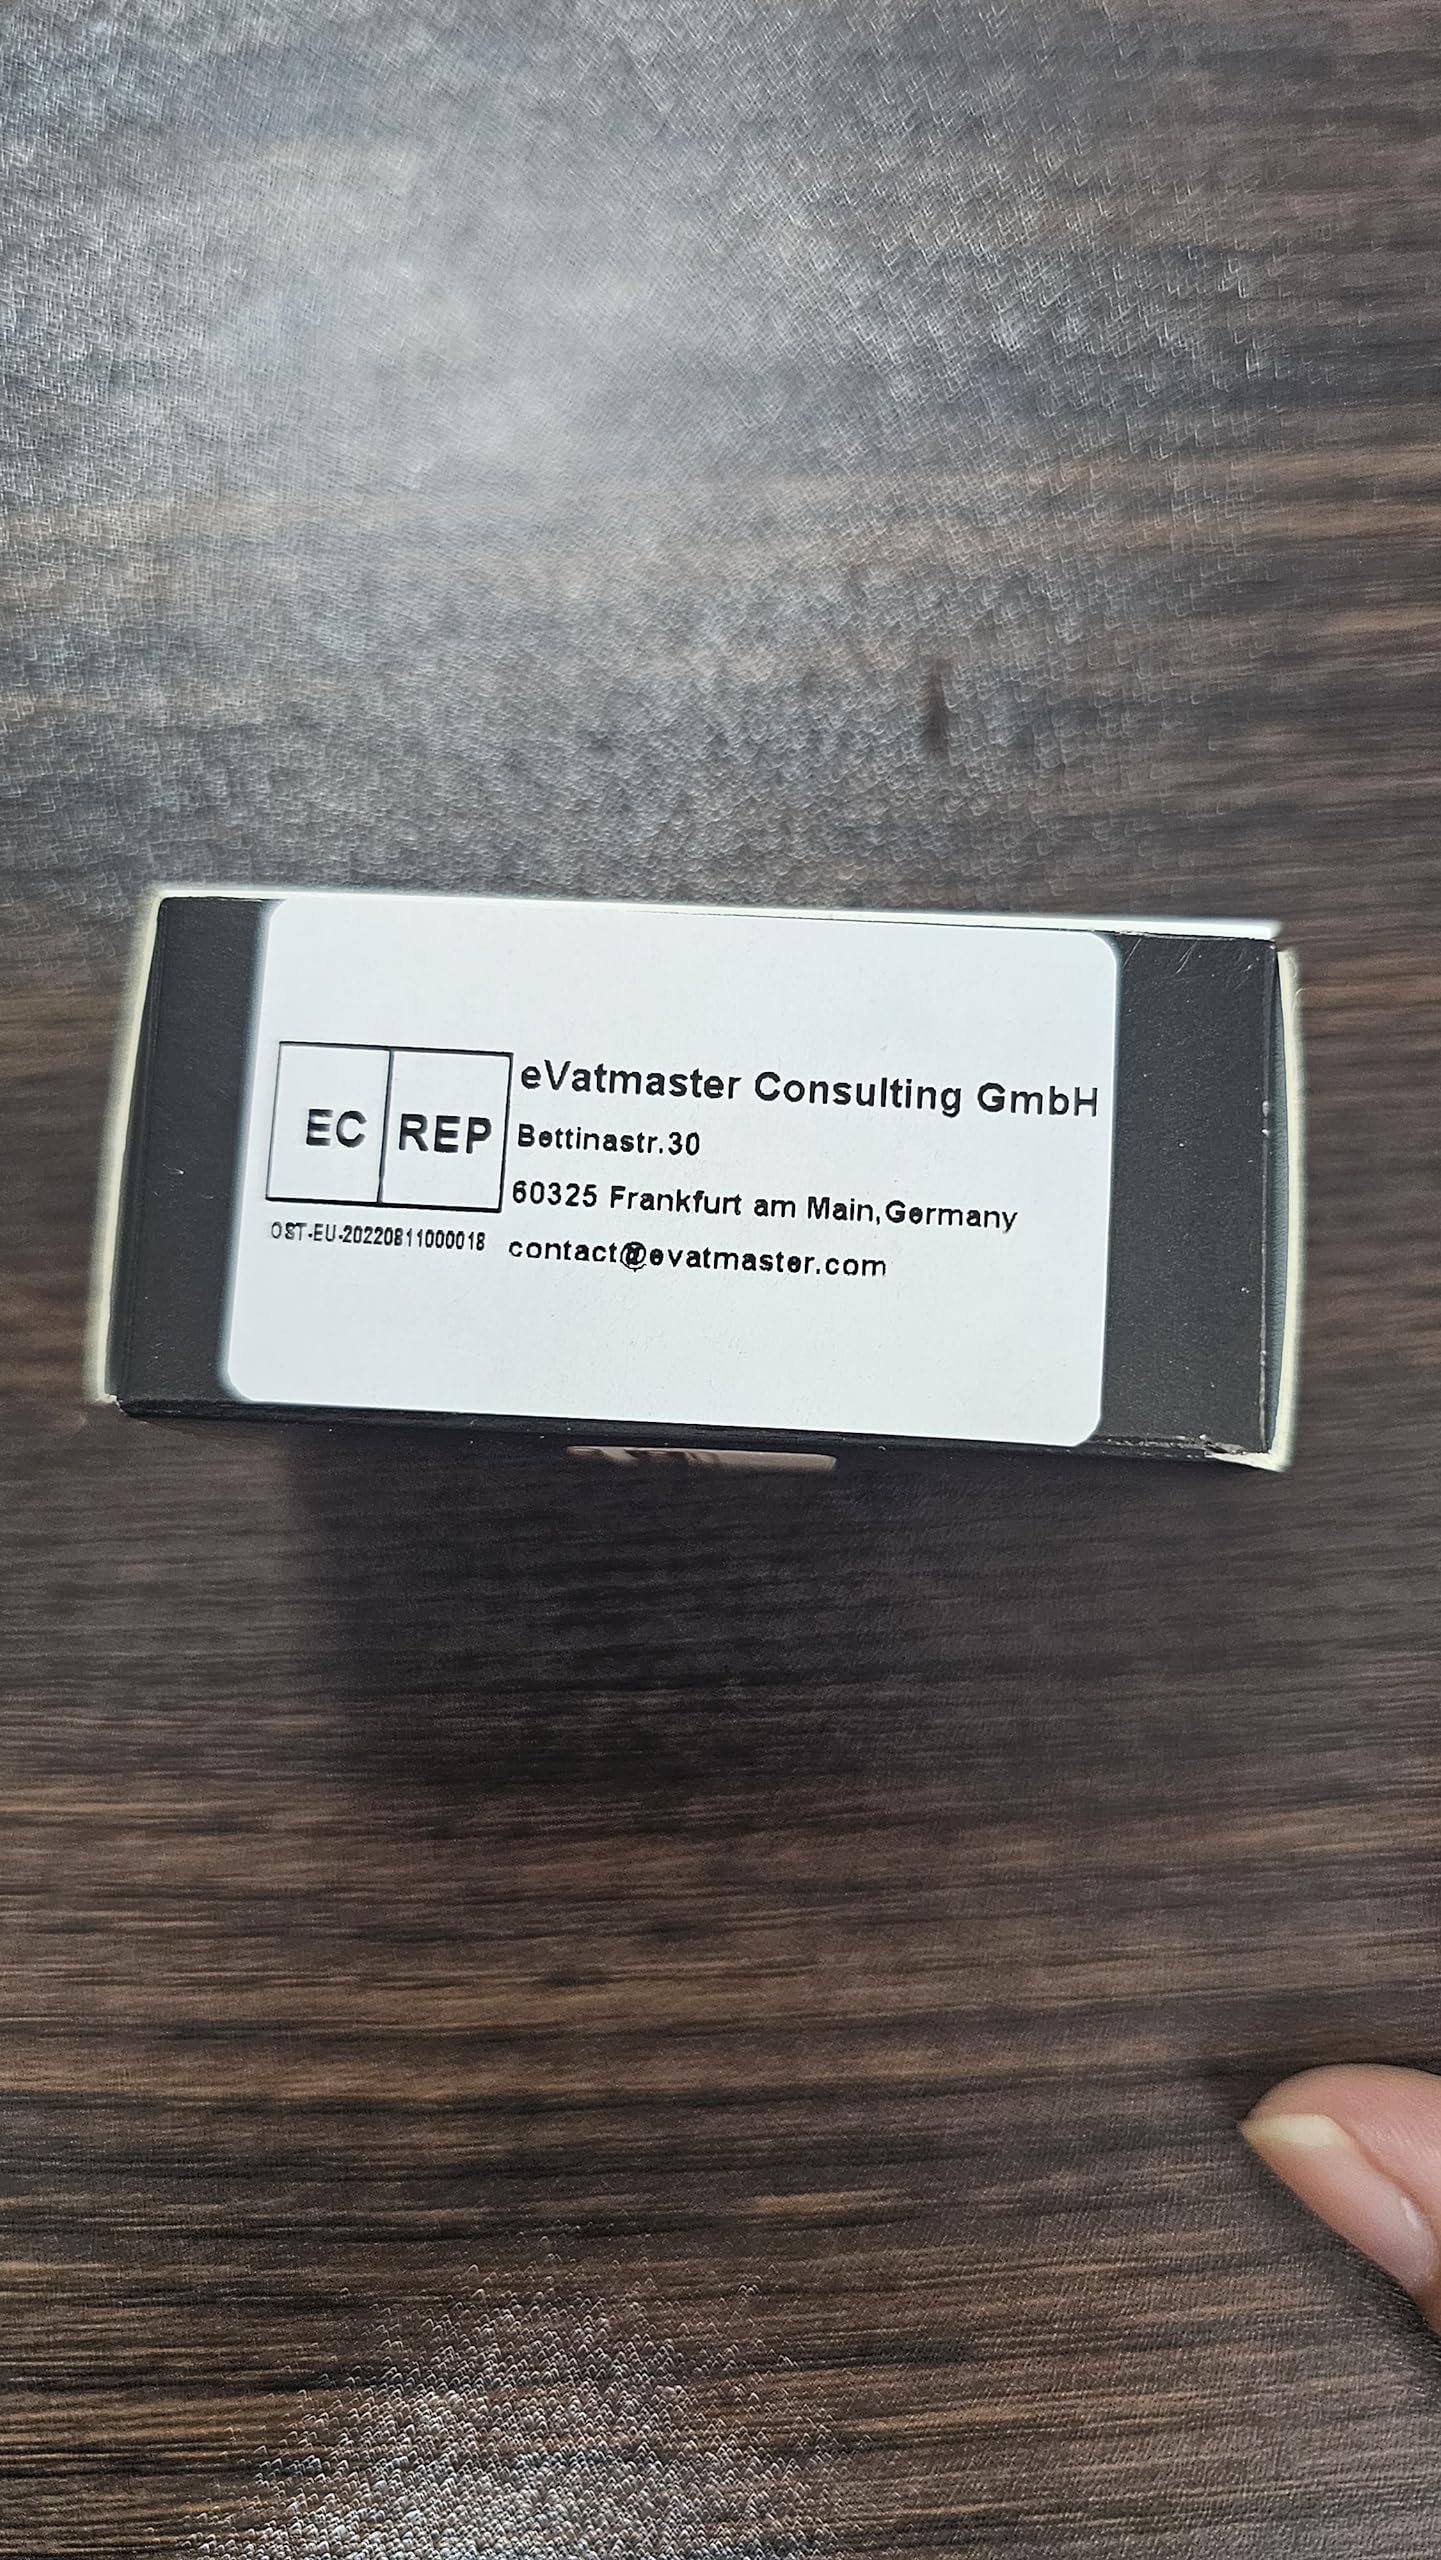 EC REP
OST-EU-20220811000018
eVatmaster Consulting GmbH
Bettinastr.30
60325 Frankfurt am Main,Germany
contact@evatmaster.com